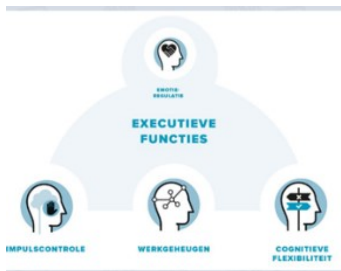 EMOTIE-
REGULATIE
EXECUTIEVE
FUNCTIES
IMPULSCONTROLE
WERKGEHEUGEN
COGNITIEVE
FLEXIBILITEIT